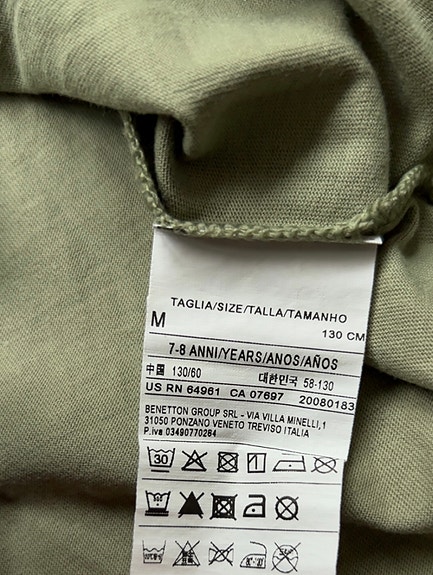 TAGLIA/SIZE/TALLA/TAMANHO
M
130 CM
7-8 ANNI/YEARS/ANOS/AÑOS
中国 130/60 대한민국 58-130
US RN 64961 CA 07697 20080183
BENETTON GROUP SRL - VIA VILLA MINELLI,1
31050 PONZANO VENETO TREVISO ITALIA
P.iva 03490770264
30